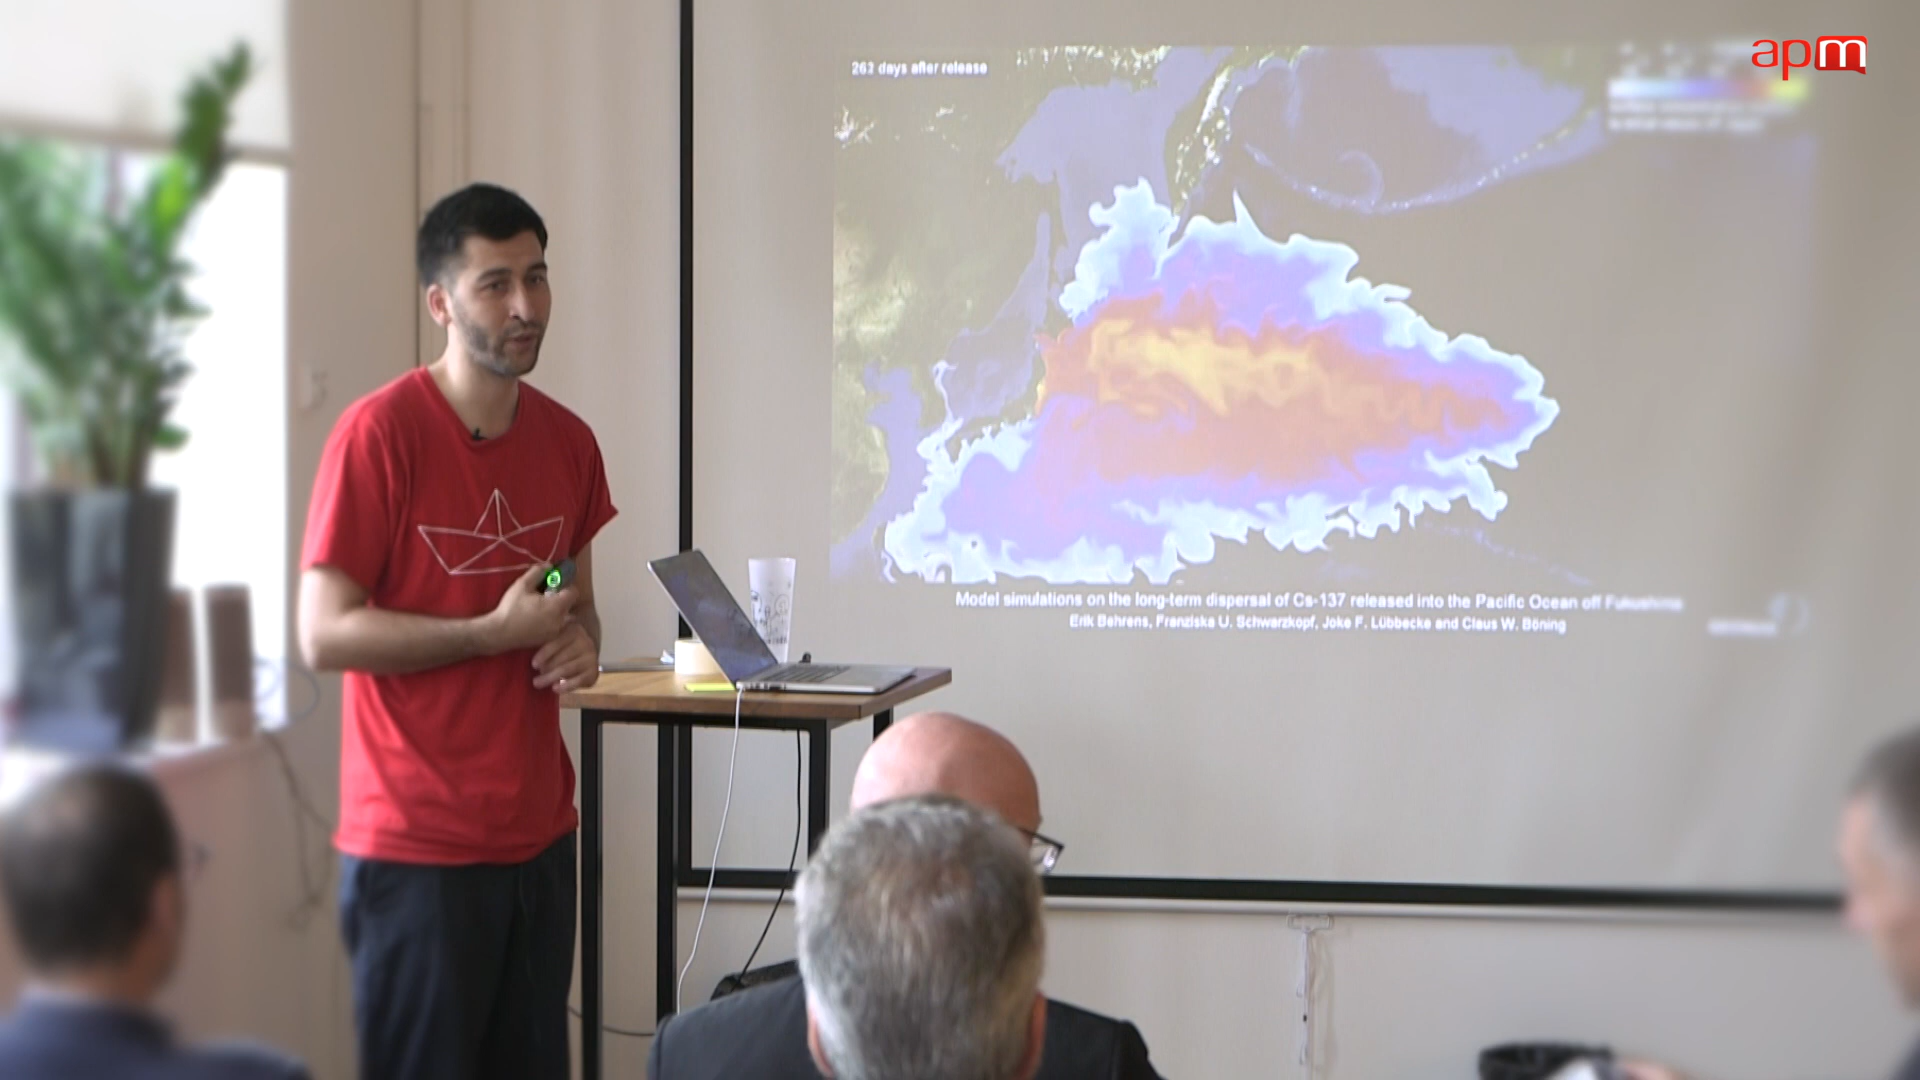 apm
263 days after release
Model simulations on the long-term dispersal of Cs-137 released into the Pacific Ocean off Fukushima
Erik Behrens, Franziska U. Schwarzkopf, Joke F. Lübbecke and Claus W. Böning